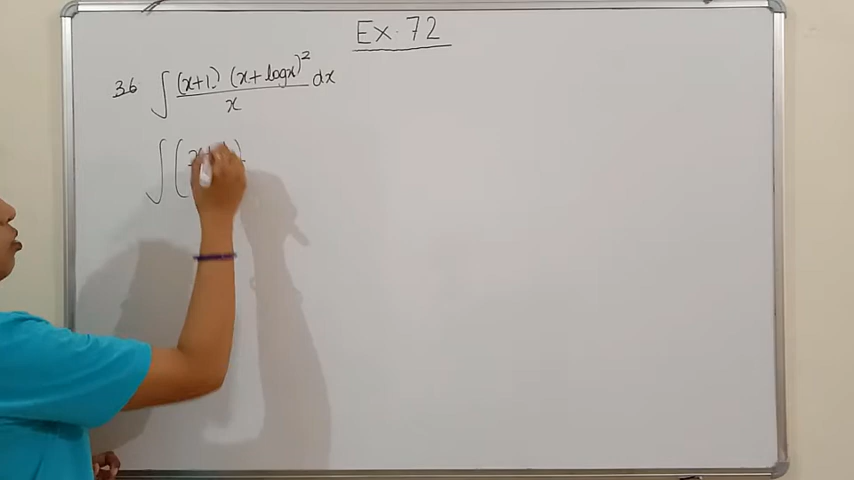 Ex. 72
36. ∫ (x+1) (x+logx)² / x dx
∫ (x+